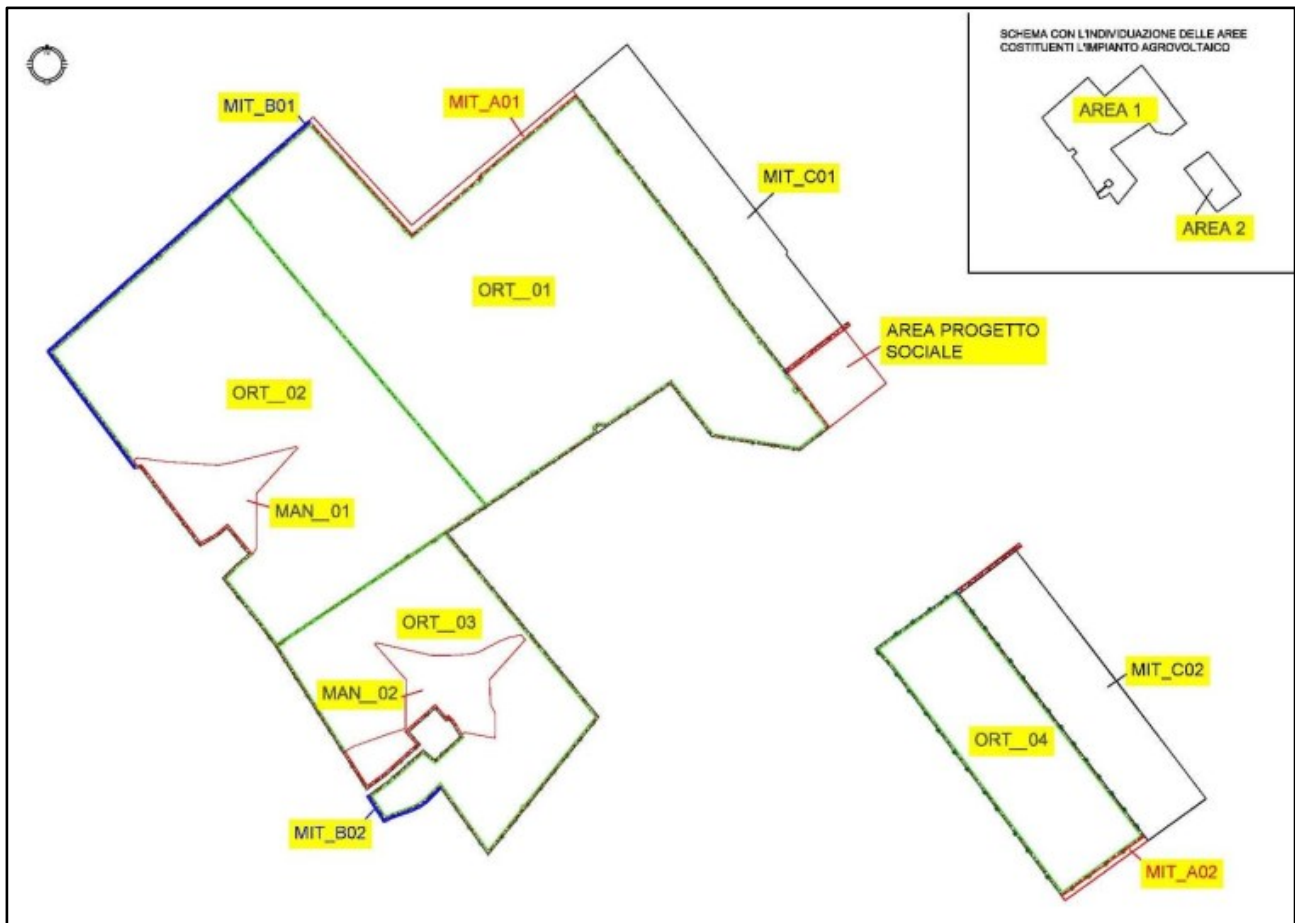 SCHEMA CON L'INDIVIDUAZIONE DELLE AREE
COSTITUENTI L'IMPIANTO AGROVOLTAICO
AREA 1
AREA 2
MIT_B01
MIT_A01
MIT_C01
ORT__01
AREA PROGETTO
SOCIALE
ORT__02
MAN__01
ORT__03
MAN__02
MIT_B02
MIT_C02
ORT__04
MIT_A02